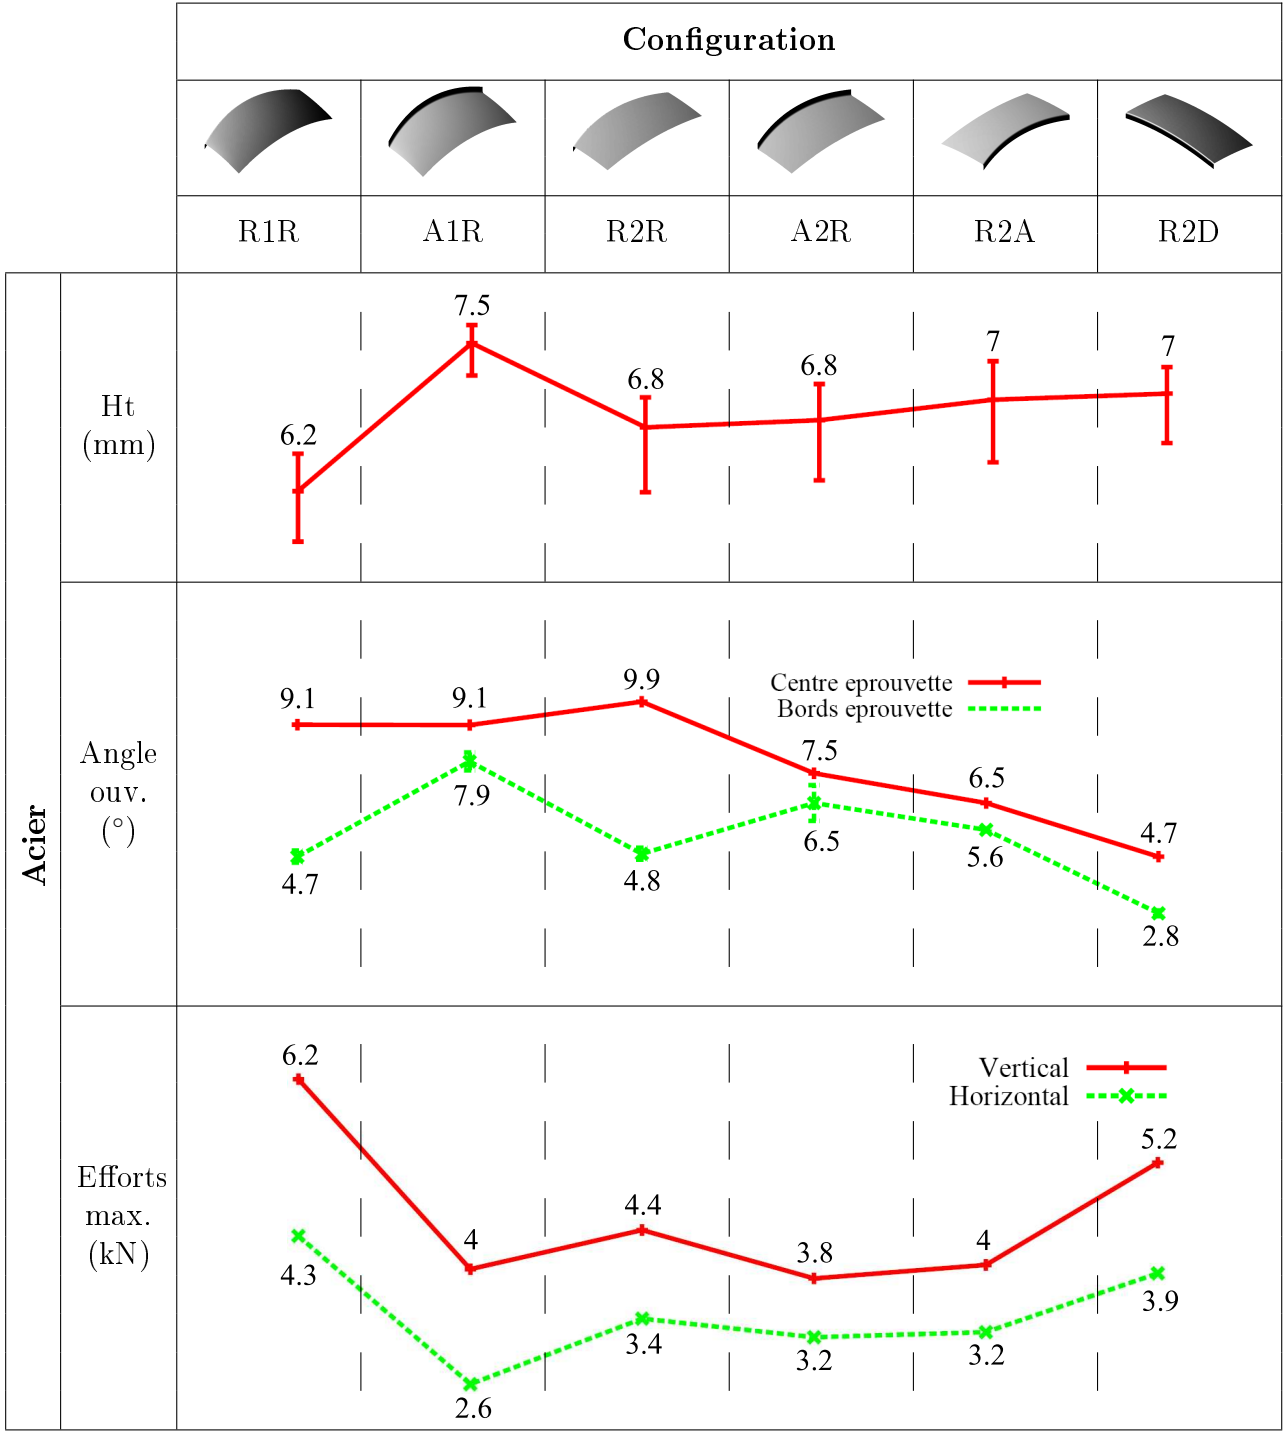 Configuration
R1R A1R R2R A2R R2A R2D
Acier
Ht
(mm)
6.2 7.5 6.8 6.8 7 7
Angle
ouv.
(°)
Centre eprouvette
Bords eprouvette
9.1 9.1 9.9 7.5 6.5 4.7
4.7 7.9 4.8 6.5 5.6 2.8
Efforts
max.
(kN)
Vertical
Horizontal
6.2 4 4.4 3.8 4 5.2
4.3 2.6 3.4 3.2 3.2 3.9